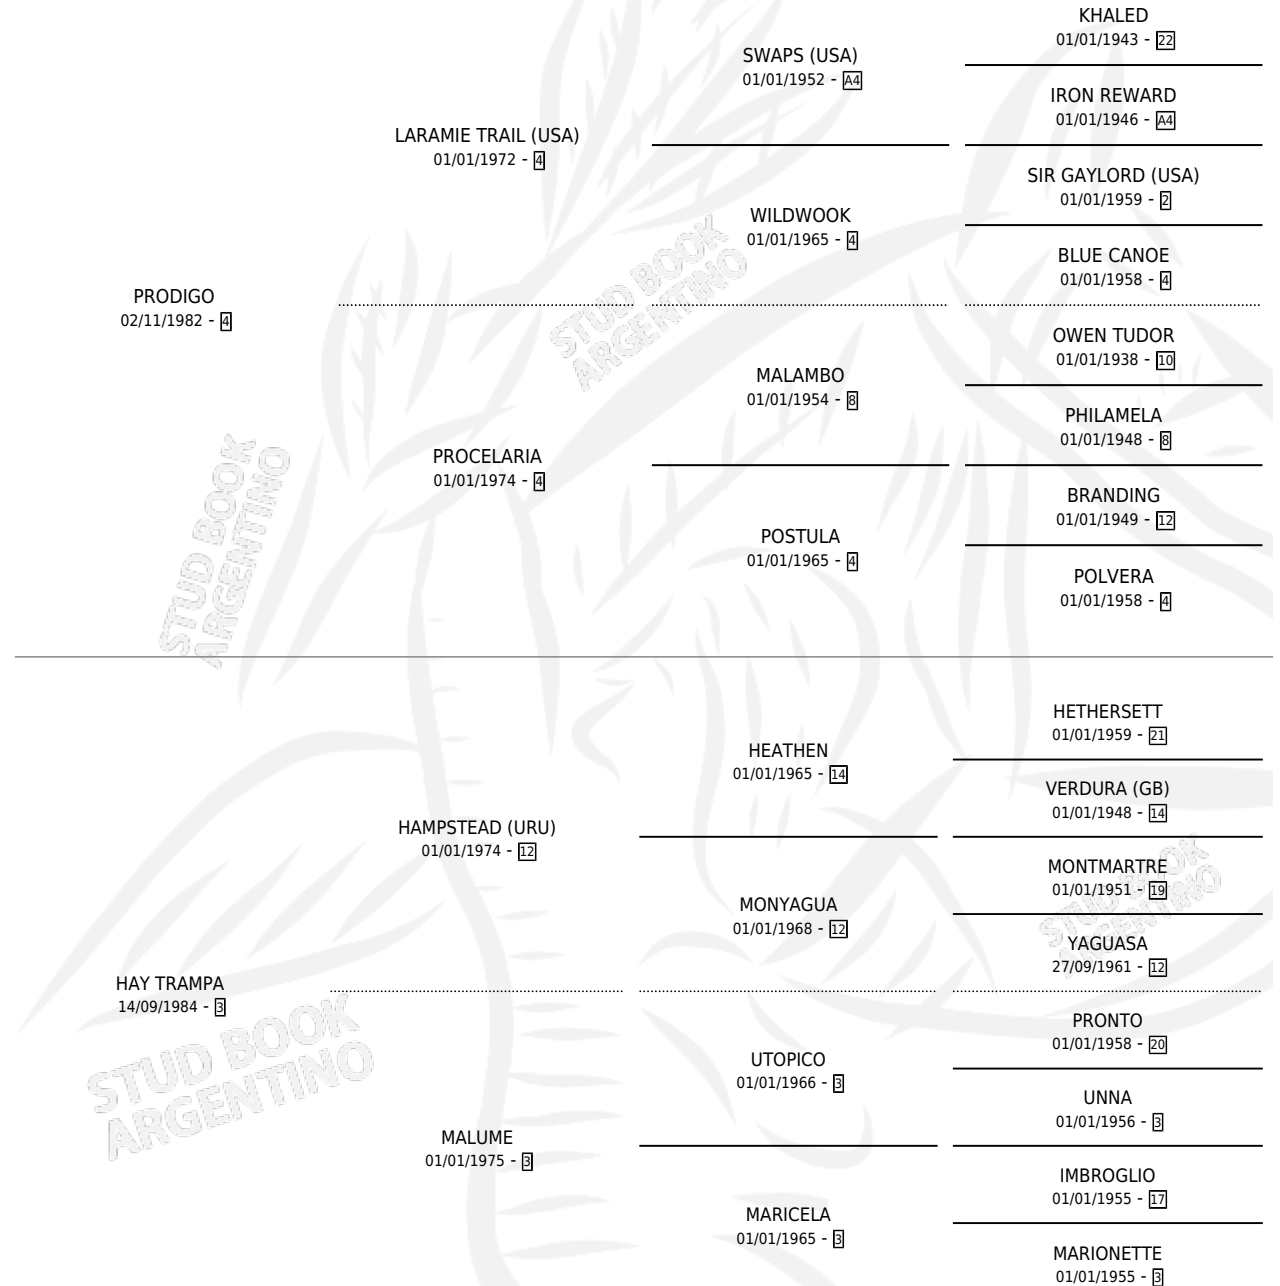 KHALED
01/01/1943 - 22
SWAPS (USA)
01/01/1952 - A4
IRON REWARD
01/01/1946 - A4
LARAMIE TRAIL (USA)
01/01/1972 - 4
SIR GAYLORD (USA)
01/01/1959 - 2
WILDWOOK
01/01/1965 - 4
BLUE CANOE
01/01/1958 - 4
PRODIGO
02/11/1982 - 4
STUD BOOK
ARGENTINO
OWEN TUDOR
01/01/1938 - 10
MALAMBO
01/01/1954 - 8
PHILAMELA
01/01/1948 - 8
PROCELARIA
01/01/1974 - 4
BRANDING
01/01/1949 - 12
POSTULA
01/01/1965 - 4
POLVERA
01/01/1958 - 4
STUD BOOK
ARGENTINO
HETHERSETT
01/01/1959 - 21
HEATHEN
01/01/1965 - 14
VERDURA (GB)
01/01/1948 - 14
HAMPSTEAD (URU)
01/01/1974 - 12
MONTMARTRE
01/01/1951 - 19
MONYAGUA
01/01/1968 - 12
STUD BOOK
ARGENTINO
YAGUASA
27/09/1961 - 12
HAY TRAMPA
14/09/1984 - 3
PRONTO
01/01/1958 - 20
UTOPICO
01/01/1966 - 3
STUD BOOK
ARGENTINO
UNNA
01/01/1956 - 3
MALUME
01/01/1975 - 3
IMBROGLIO
01/01/1955 - 17
MARICELA
01/01/1965 - 3
MARIONETTE
01/01/1955 - 3